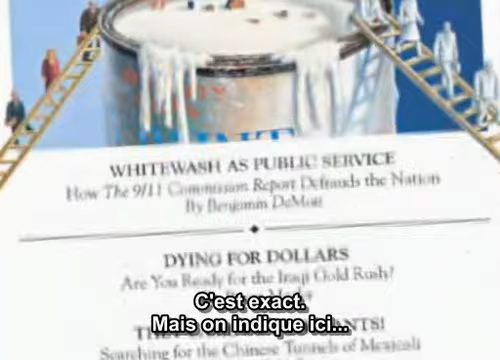 WHITEWASH AS PUBLIC SERVICE
How The 9/11 Commission Report Defrauds the Nation
By Benjamin DeMott
DYING FOR DOLLARS
Are You Ready for the Iraqi Gold Rush?
C'est exact.
Mais on indique ici...
Searching for the Chinese Tunnels of Mexicali